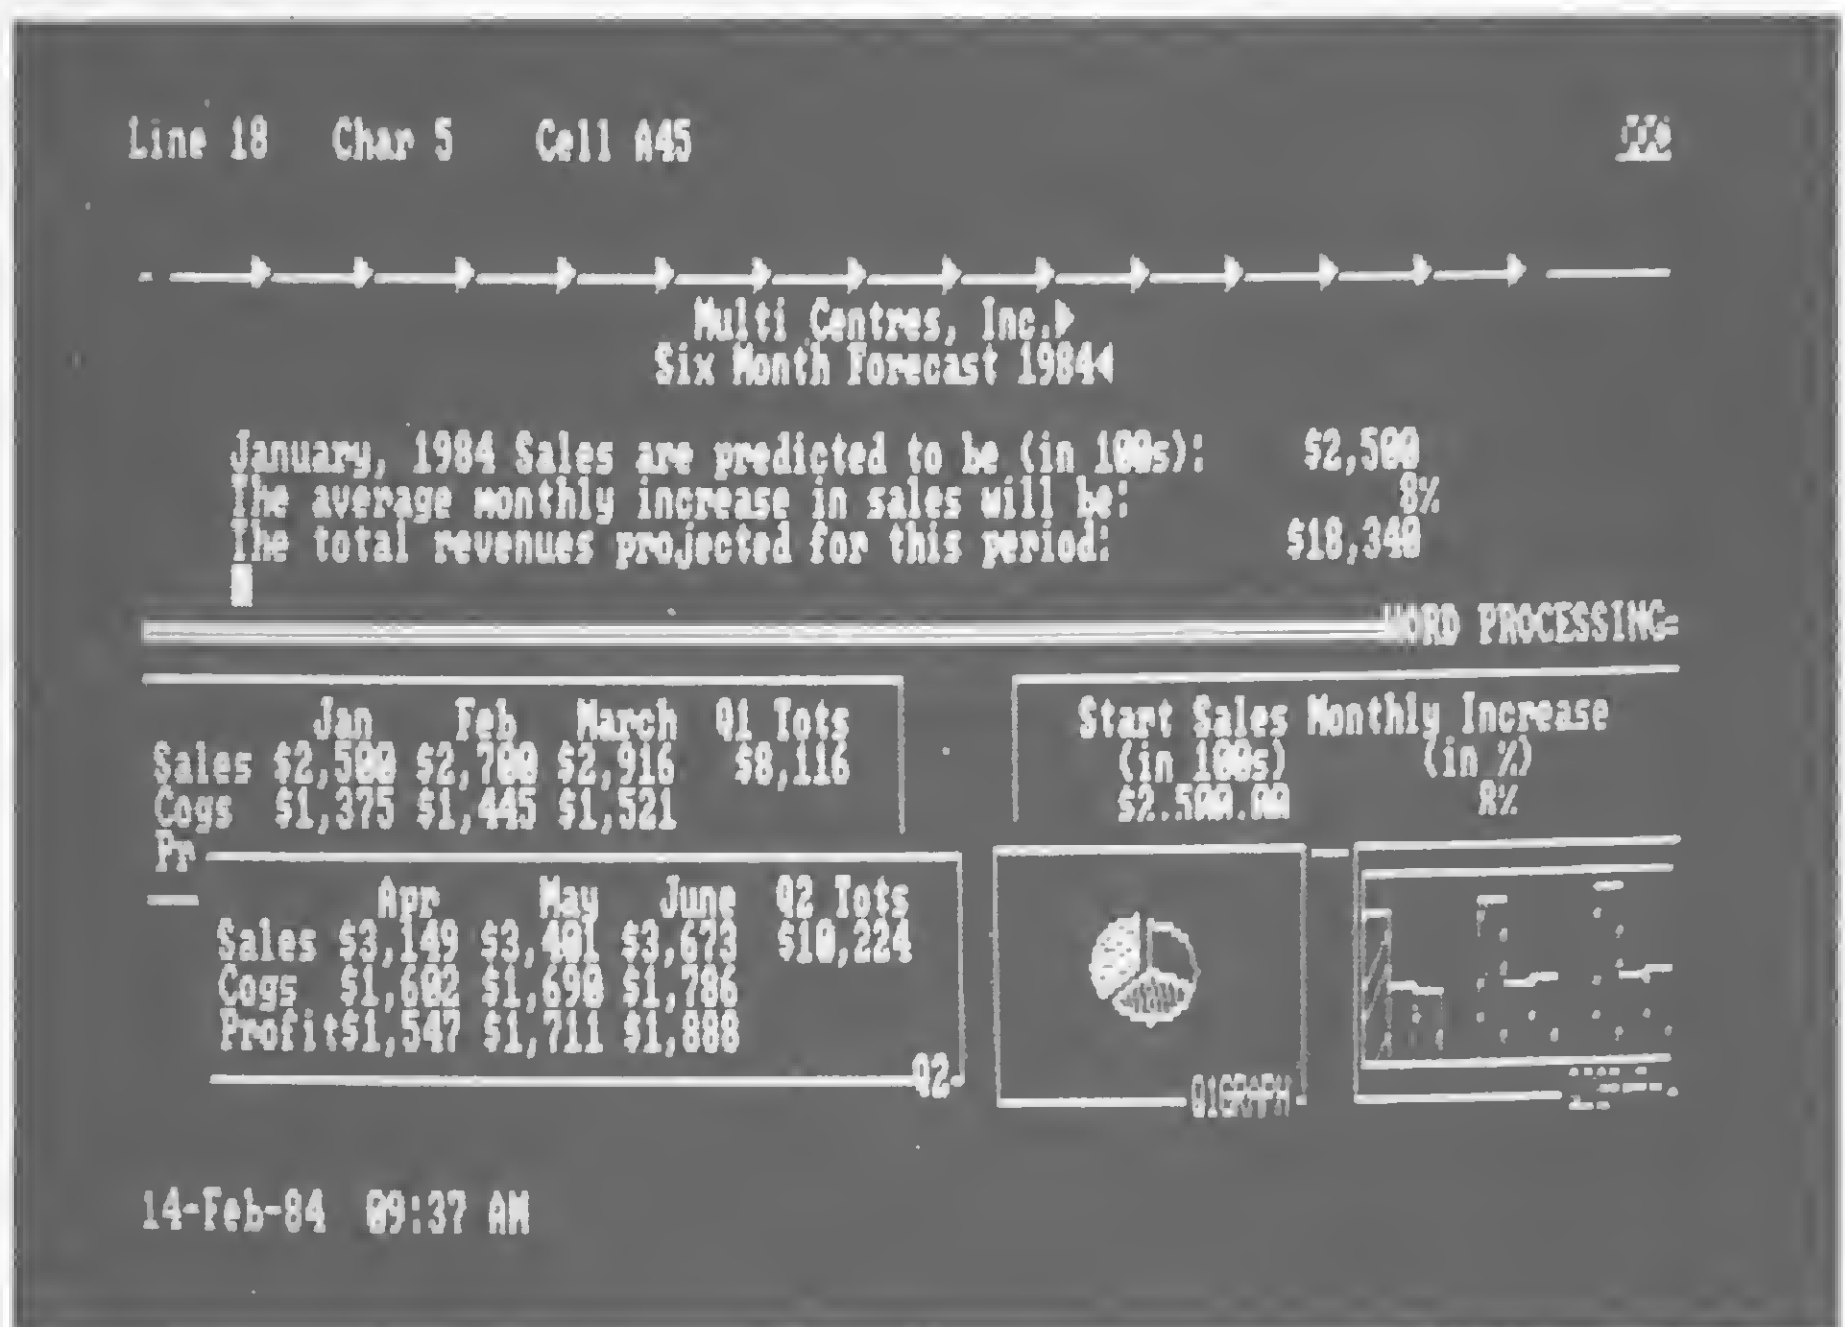 Line 18 Char 5 Cell A45
Multi Centres, Inc.
Six Month Forecast 1984
January, 1984 Sales are predicted to be (in 100s): $2,500
The average monthly increase in sales will be: 8%
The total revenues projected for this period: $18,340
WORD PROCESSING
Jan Feb March Q1 Tots
Sales $2,500 $2,700 $2,916 $8,116
Cogs $1,375 $1,445 $1,521
Pr
Start Sales Monthly Increase
(in 100s) (in %)
$2,500.00 8%
Apr May June Q2 Tots
Sales $3,149 $3,401 $3,673 $10,224
Cogs $1,602 $1,690 $1,786
Profit$1,547 $1,711 $1,888
Q2
Q1GRAPH
14-Feb-84 09:37 AM